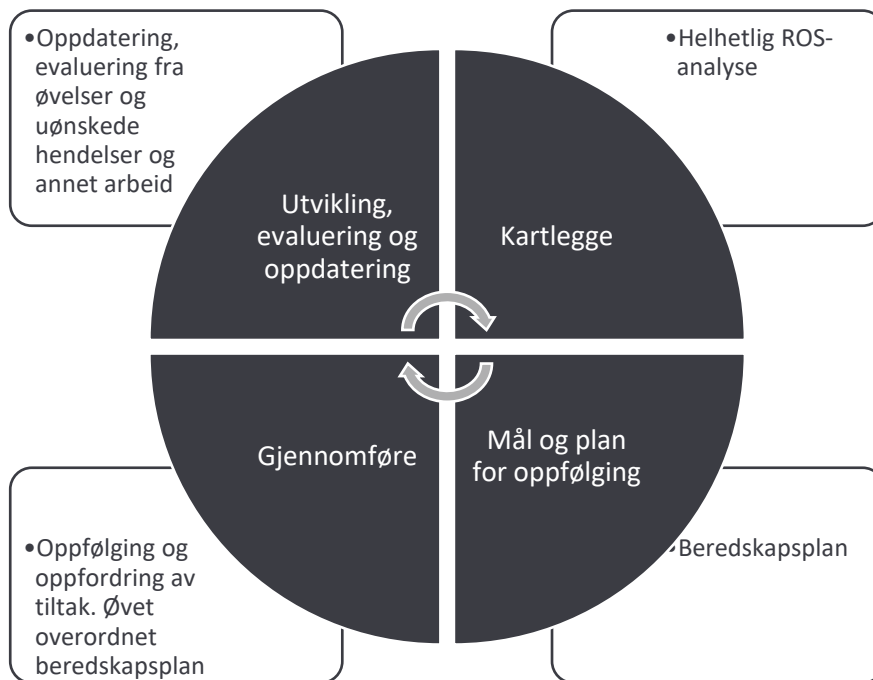 •Oppdatering,
evaluering fra
øvelser og
uønskede
hendelser og
annet arbeid
•Helhetlig ROS-
analyse
Utvikling,
evaluering og
oppdatering
Kartlegge
Gjennomføre
Mål og plan
for oppfølging
•Oppfølging og
oppfordring av
tiltak. Øvet
overordnet
beredskapsplan
•Beredskapsplan